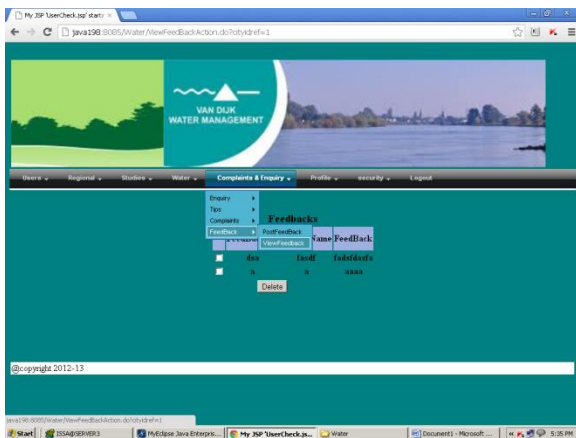 My JSP 'UserCheck.jsp' starti
java198:8085/Water/ViewFeedBackAction.do?cityidref=1
VAN DIJK
WATER MANAGEMENT
Users Regional Studies Water Complaints & Enquiry Profile security Logout
Enquiry
Tips
Complaints
FeedBack
PostFeedBack
ViewFeedback
Feedbacks
Name FeedBack
dsa fasdf fadsfdasfa
a a aaaa
Delete
@copyright 2012-13
java198:8085/Water/ViewFeedBackAction.do?cityidref=1
Start ISSA@SERVER3 MyEclipse Java Enterpris... My JSP 'UserCheck.js... Water Document1 - Microsoft ... 5:35 PM